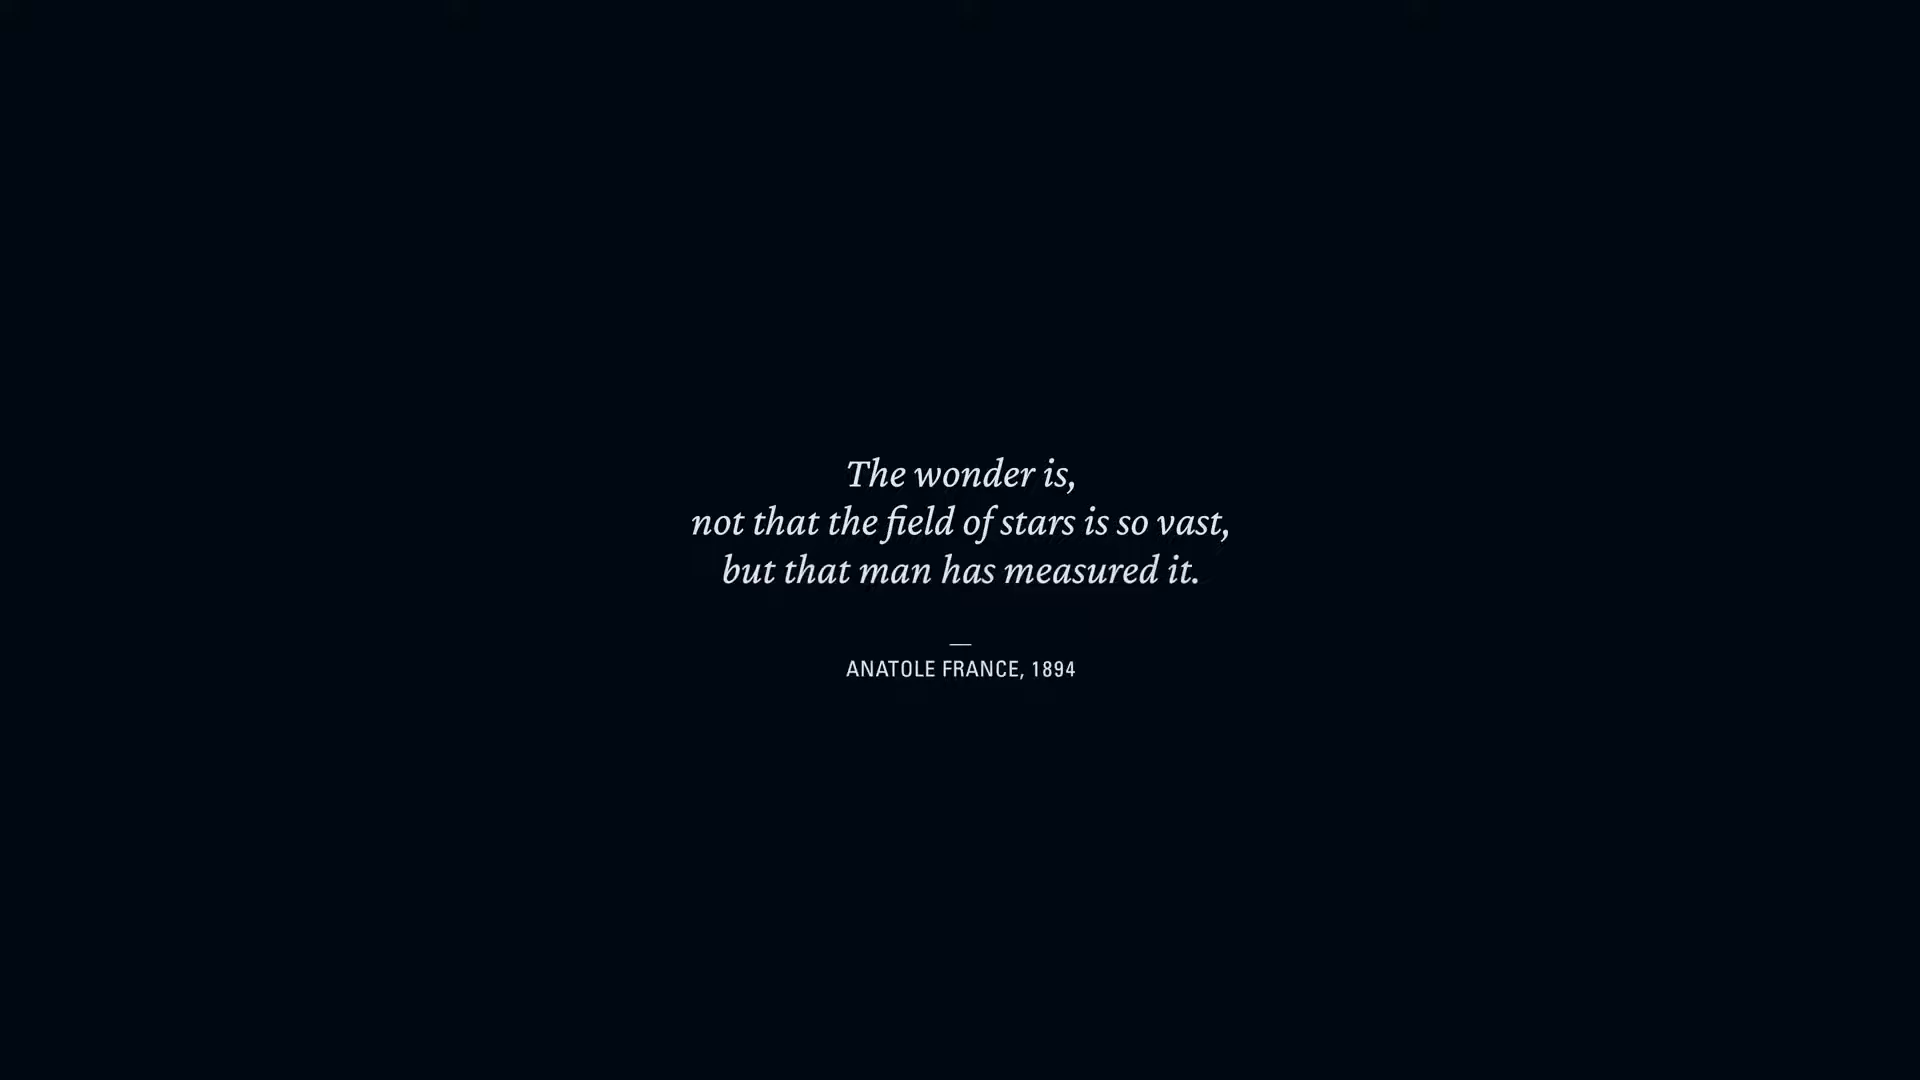 The wonder is,
not that the field of stars is so vast,
but that man has measured it.
—
ANATOLE FRANCE, 1894